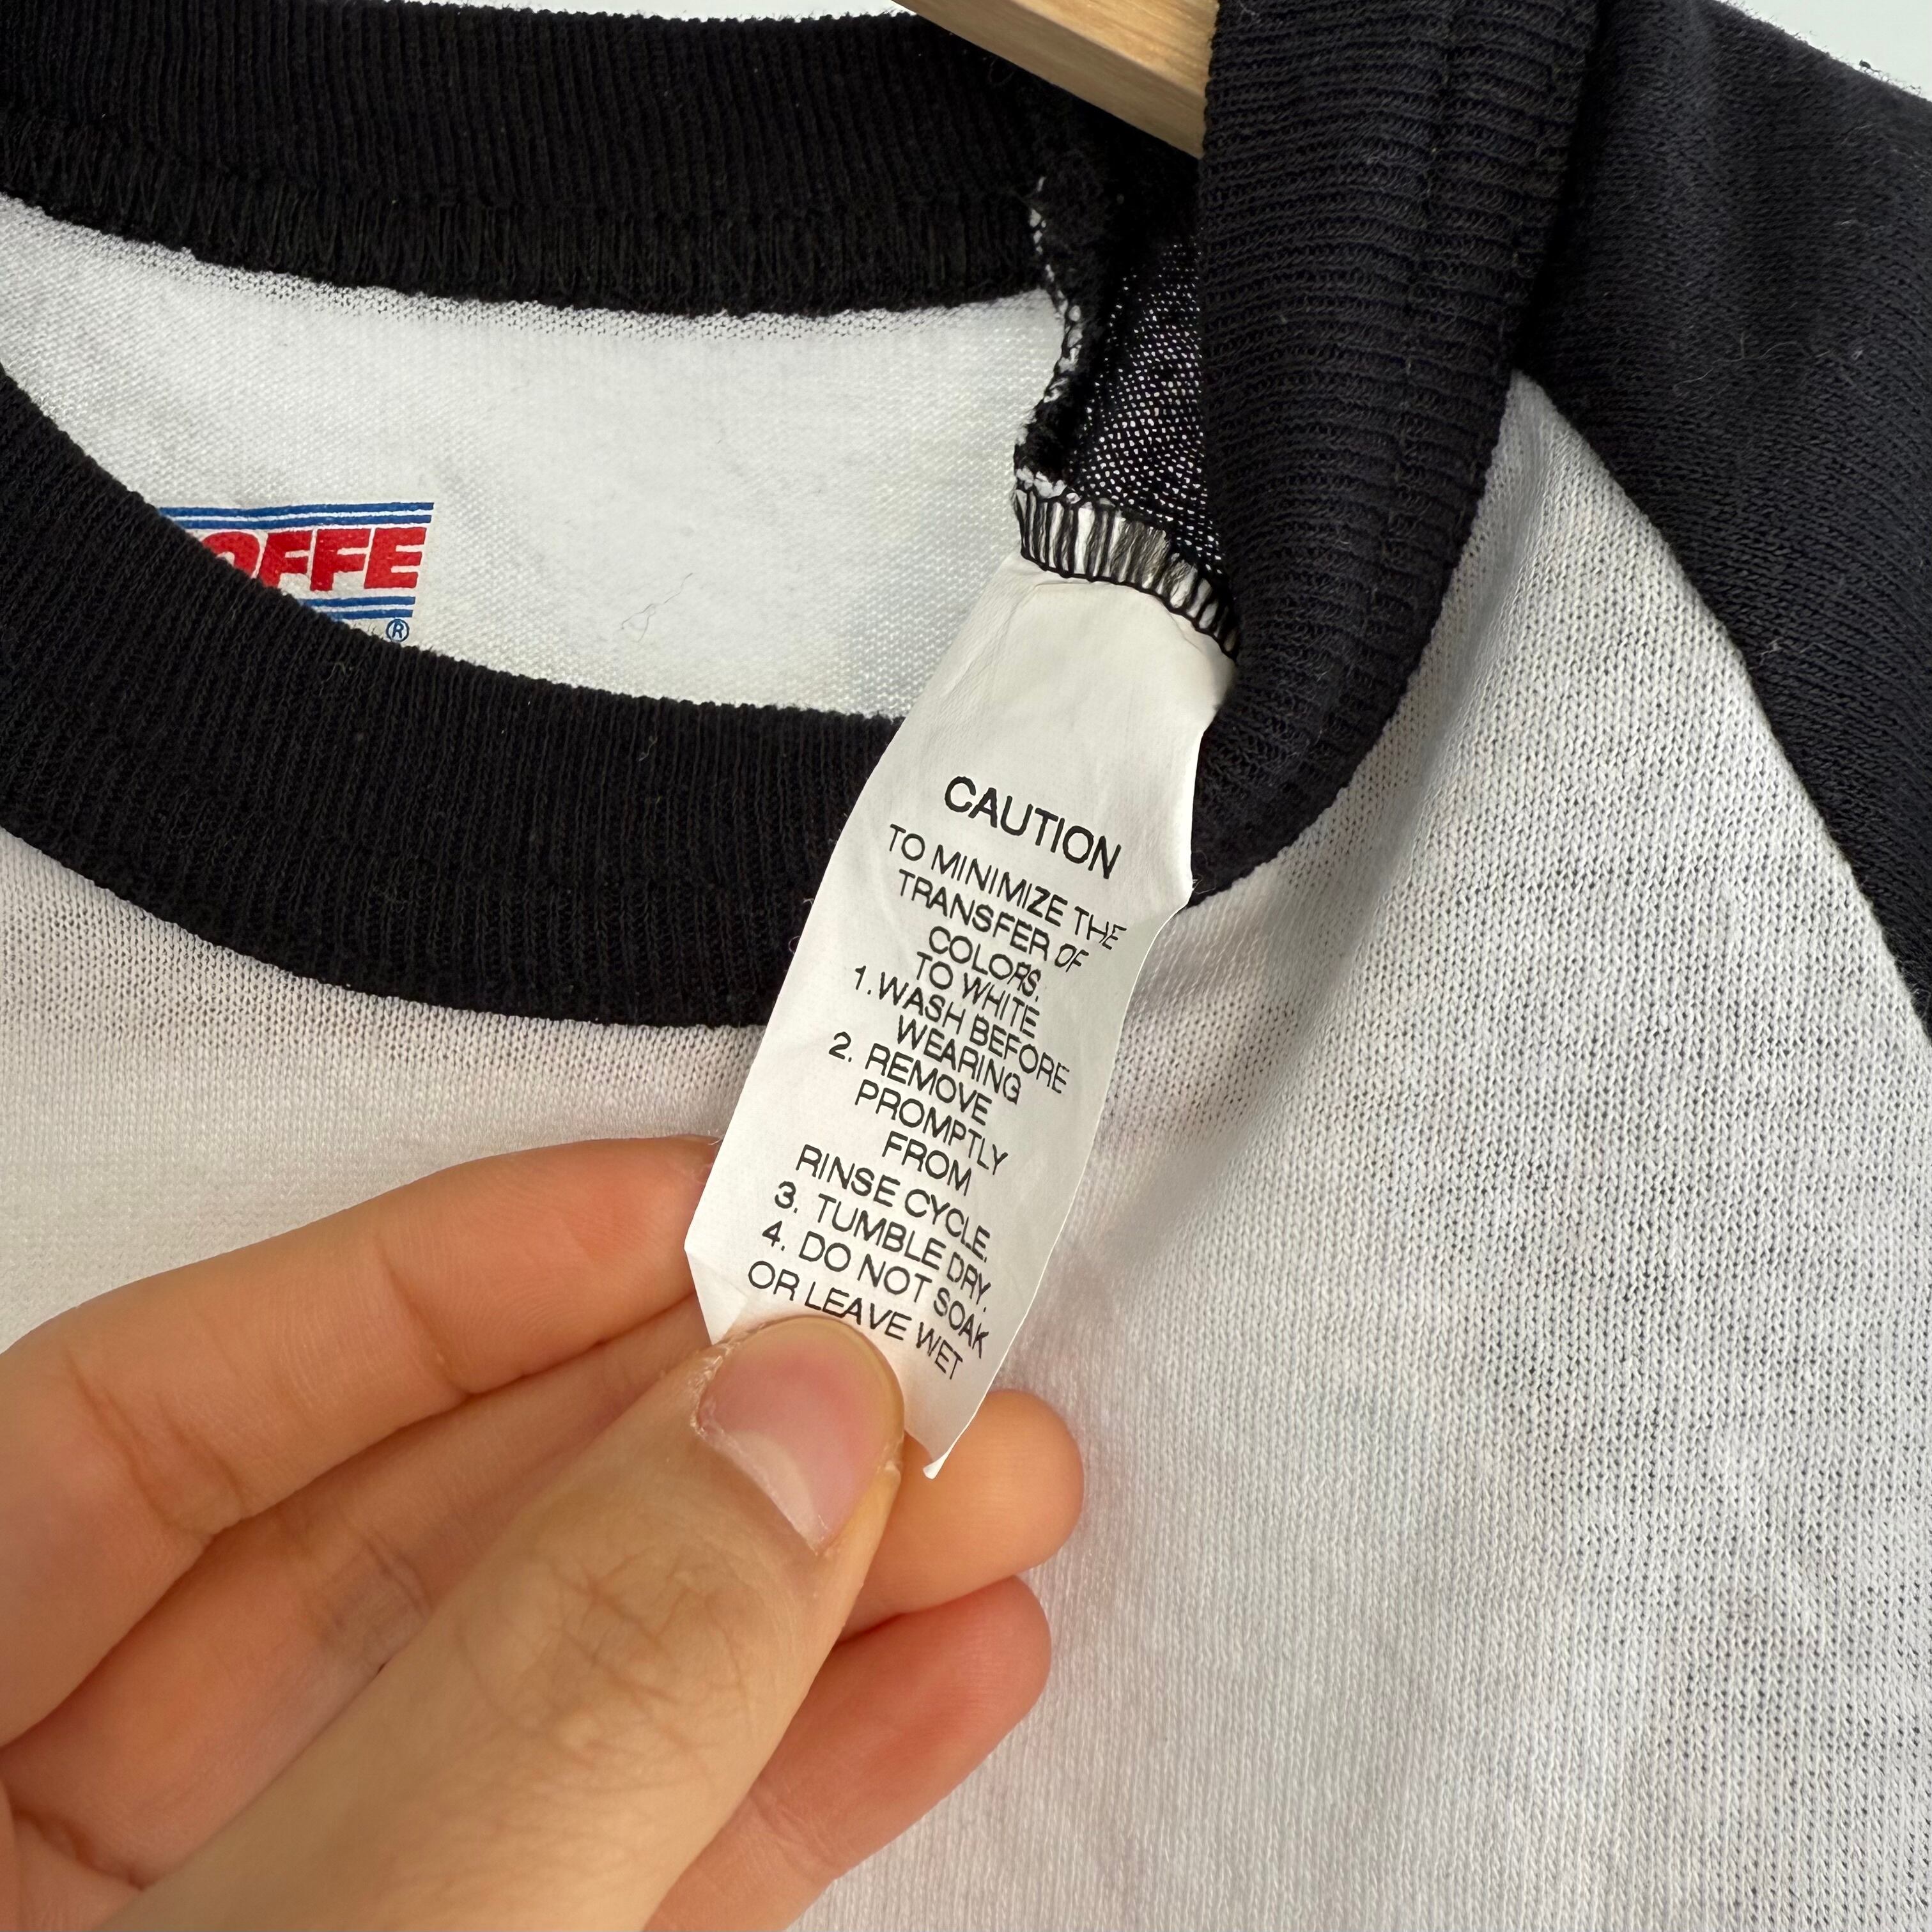 OFFE
®
CAUTION
TO MINIMIZE THE
TRANSFER OF
COLORS.
TO WHITE
1. WASH BEFORE
WEARING
2. REMOVE
PROMPTLY
FROM
RINSE CYCLE.
3. TUMBLE DRY.
4. DO NOT SOAK
OR LEAVE WET